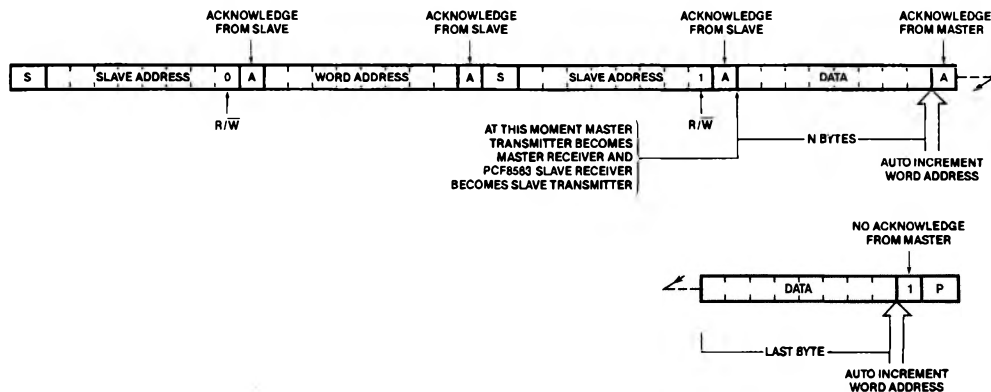 ACKNOWLEDGE
FROM SLAVE
ACKNOWLEDGE
FROM SLAVE
ACKNOWLEDGE
FROM SLAVE
ACKNOWLEDGE
FROM MASTER
S SLAVE ADDRESS 0 A WORD ADDRESS A S SLAVE ADDRESS 1 A DATA A
R/W̅
R/W̅
AT THIS MOMENT MASTER
TRANSMITTER BECOMES
MASTER RECEIVER AND
PCF8583 SLAVE RECEIVER
BECOMES SLAVE TRANSMITTER
N BYTES
AUTO INCREMENT
WORD ADDRESS
NO ACKNOWLEDGE
FROM MASTER
DATA 1 P
LAST BYTE
AUTO INCREMENT
WORD ADDRESS